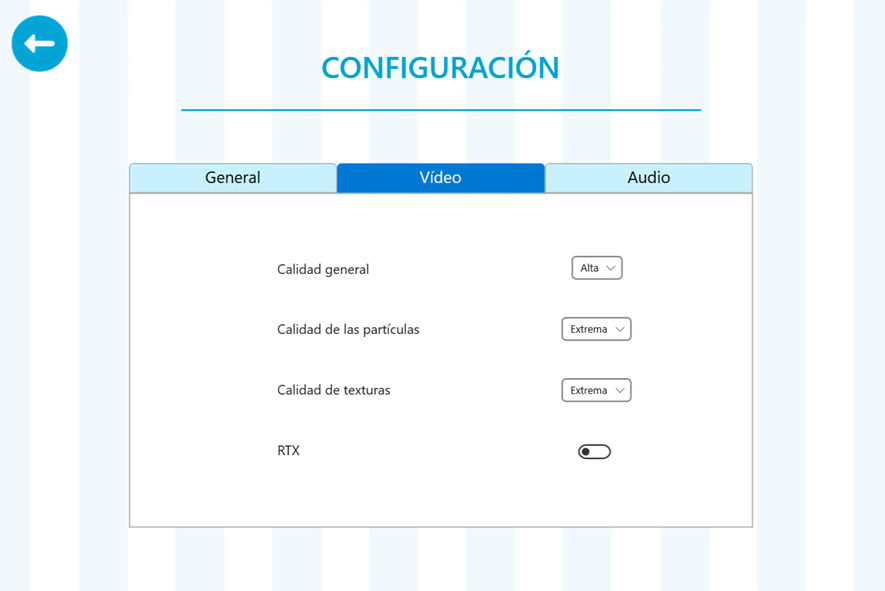 CONFIGURACIÓN
General Vídeo Audio
Calidad general Alta
Calidad de las partículas Extrema
Calidad de texturas Extrema
RTX